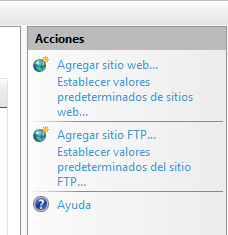 Acciones
Agregar sitio web...
Establecer valores
predeterminados de sitios
web...
Agregar sitio FTP...
Establecer valores
predeterminados del sitio
FTP...
Ayuda